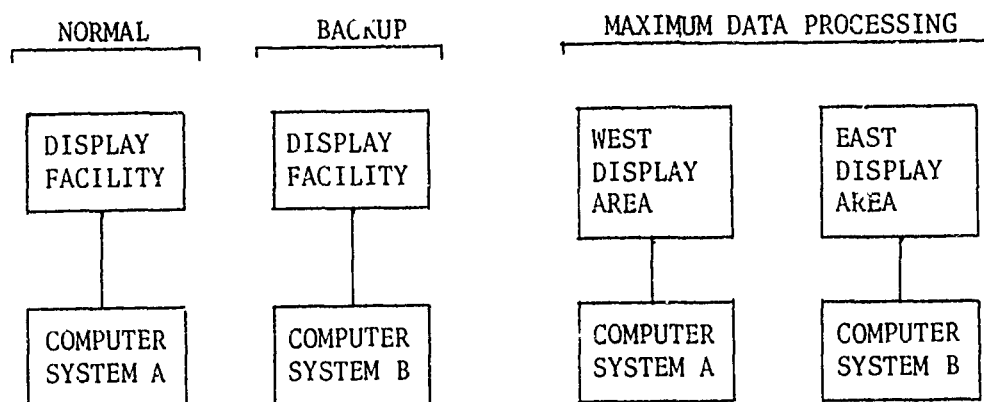 NORMAL
BACKUP
MAXIMUM DATA PROCESSING
DISPLAY
FACILITY
DISPLAY
FACILITY
WEST
DISPLAY
AREA
EAST
DISPLAY
AREA
COMPUTER
SYSTEM A
COMPUTER
SYSTEM B
COMPUTER
SYSTEM A
COMPUTER
SYSTEM B